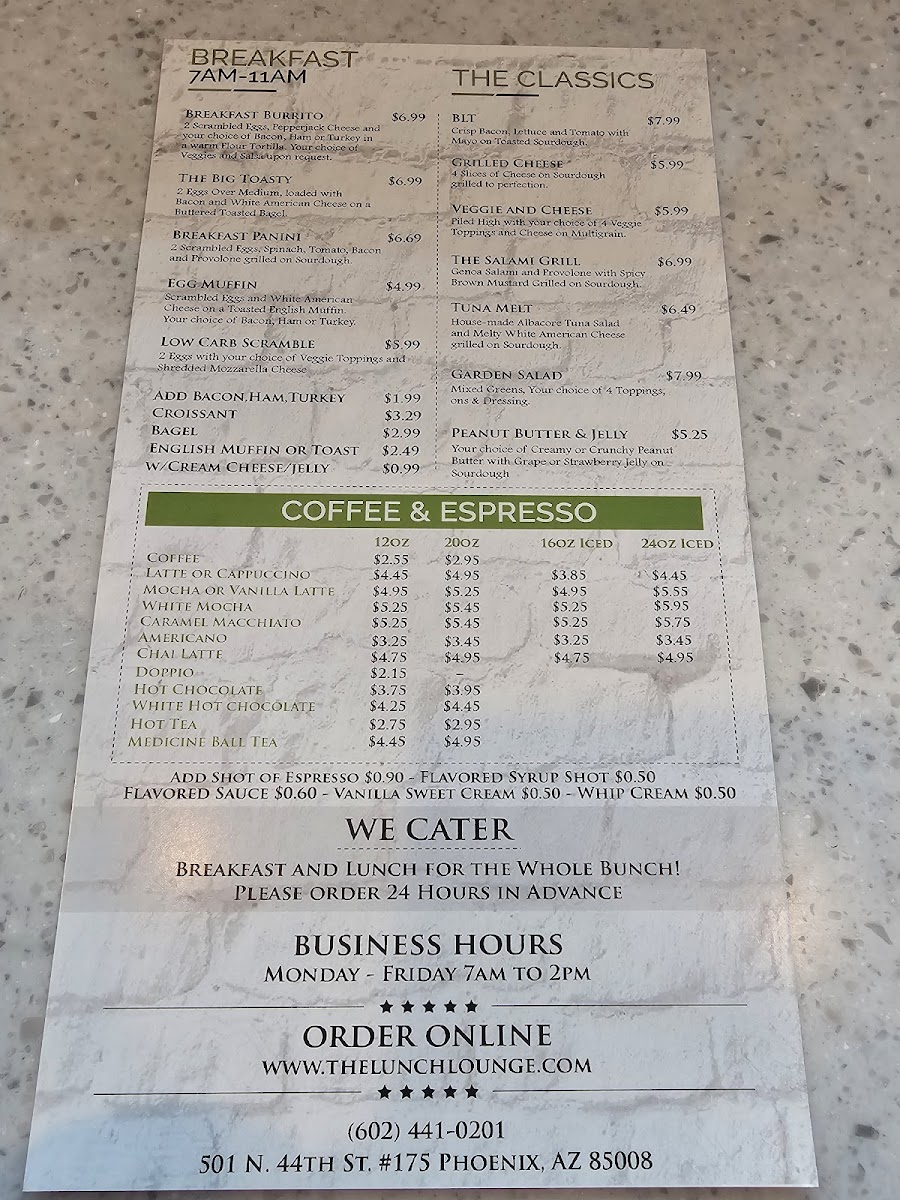 BREAKFAST
7AM-11AM
BREAKFAST BURRITO $6.99
2 Scrambled Eggs, Pepperjack Cheese and
your choice of Bacon, Ham or Turkey in
a warm Flour Tortilla. Your choice of
Veggies and Salsa upon request.
THE BIG TOASTY $6.99
2 Eggs Over Medium, loaded with
Bacon and White American Cheese on a
Buttered Toasted Bagel.
BREAKFAST PANINI $6.69
2 Scrambled Eggs, Spinach, Tomato, Bacon
and Provolone grilled on Sourdough.
EGG MUFFIN $4.99
Scrambled Eggs and White American
Cheese on a Toasted English Muffin.
Your choice of Bacon, Ham or Turkey.
LOW CARB SCRAMBLE $5.99
2 Eggs with your choice of Veggie Toppings and
Shredded Mozzarella Cheese
ADD BACON,HAM,TURKEY $1.99
CROISSANT $3.29
BAGEL $2.99
ENGLISH MUFFIN OR TOAST $2.49
W/CREAM CHEESE/JELLY $0.99
THE CLASSICS
BLT $7.99
Crisp Bacon, Lettuce and Tomato with
Mayo on Toasted Sourdough.
GRILLED CHEESE $5.99
4 Slices of Cheese on Sourdough
grilled to perfection.
VEGGIE AND CHEESE $5.99
Piled High with your choice of 4 Veggie
Toppings and Cheese on Multigrain.
THE SALAMI GRILL $6.99
Genoa Salami and Provolone with Spicy
Brown Mustard Grilled on Sourdough.
TUNA MELT $6.49
House-made Albacore Tuna Salad
and Melty White American Cheese
grilled on Sourdough.
GARDEN SALAD $7.99
Mixed Greens, Your choice of 4 Toppings,
ons & Dressing.
PEANUT BUTTER & JELLY $5.25
Your choice of Creamy or Crunchy Peanut
Butter with Grape or Strawberry Jelly on
Sourdough
COFFEE & ESPRESSO
12OZ 20OZ 16OZ ICED 24OZ ICED
COFFEE $2.55 $2.95
LATTE OR CAPPUCCINO $4.45 $4.95 $3.85 $4.45
MOCHA OR VANILLA LATTE $4.95 $5.25 $4.95 $5.55
WHITE MOCHA $5.25 $5.45 $5.25 $5.95
CARAMEL MACCHIATO $5.25 $5.45 $5.25 $5.75
AMERICANO $3.25 $3.45 $3.25 $3.45
CHAI LATTE $4.75 $4.95 $4.75 $4.95
DOPPIO $2.15 –
HOT CHOCOLATE $3.75 $3.95
WHITE HOT CHOCOLATE $4.25 $4.45
HOT TEA $2.75 $2.95
MEDICINE BALL TEA $4.45 $4.95
ADD SHOT OF ESPRESSO $0.90 - FLAVORED SYRUP SHOT $0.50
FLAVORED SAUCE $0.60 - VANILLA SWEET CREAM $0.50 - WHIP CREAM $0.50
WE CATER
BREAKFAST AND LUNCH FOR THE WHOLE BUNCH!
PLEASE ORDER 24 HOURS IN ADVANCE
BUSINESS HOURS
MONDAY - FRIDAY 7AM TO 2PM
ORDER ONLINE
WWW.THELUNCHLOUNGE.COM
(602) 441-0201
501 N. 44TH ST. #175 PHOENIX, AZ 85008